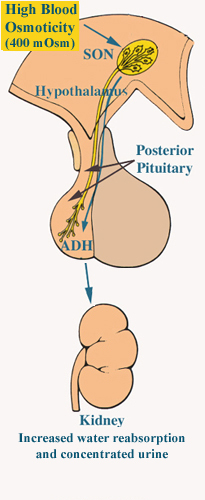 High Blood
Osmoticity
(400 mOsm)
SON
Hypothalamus
Posterior
Pituitary
ADH
Kidney
Increased water reabsorption
and concentrated urine